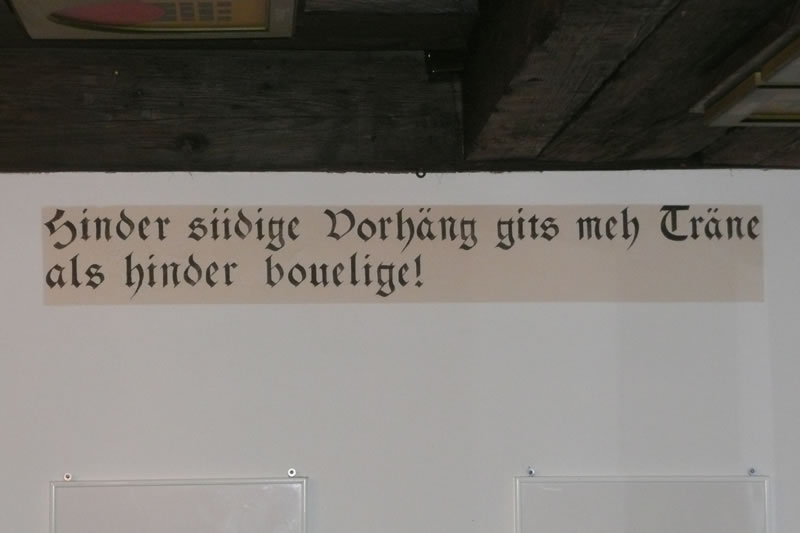 Hinder siidige Vorhäng gits meh Träne
als hinder bouelige!